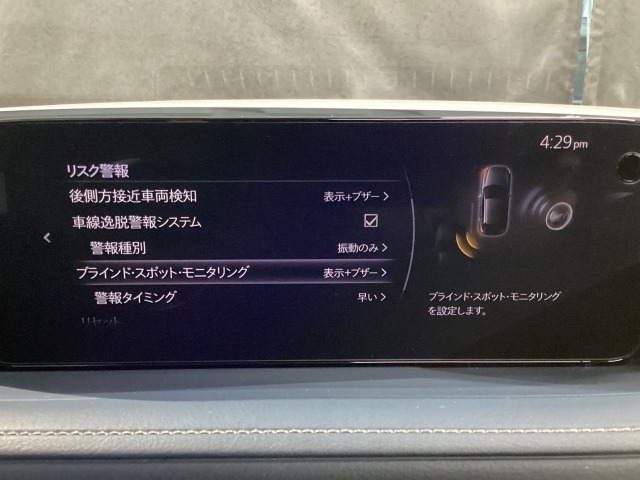 4:29pm
リスク警報
後側方接近車両検知 表示+ブザー
車線逸脱警報システム
警報種別 振動のみ
ブラインド・スポット・モニタリング 表示+ブザー
警報タイミング 早い
リセット
ブラインド・スポット・モニタリング
を設定します。